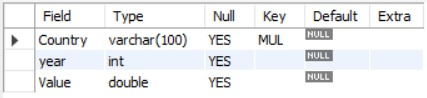 Field Type Null Key Default Extra
Country varchar(100) YES MUL NULL
year int YES NULL
Value double YES NULL